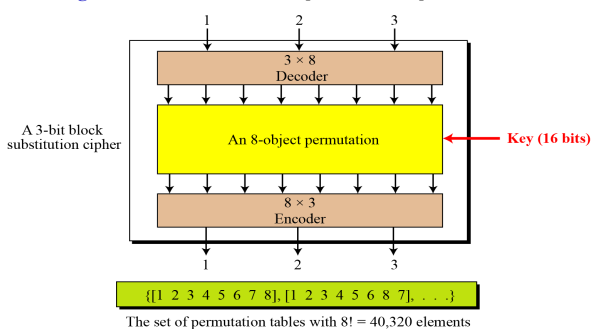 1 2 3
3 × 8
Decoder
A 3-bit block
substitution cipher
An 8-object permutation
Key (16 bits)
8 × 3
Encoder
1 2 3
{[1 2 3 4 5 6 7 8], [1 2 3 4 5 6 8 7], . . .}
The set of permutation tables with 8! = 40,320 elements